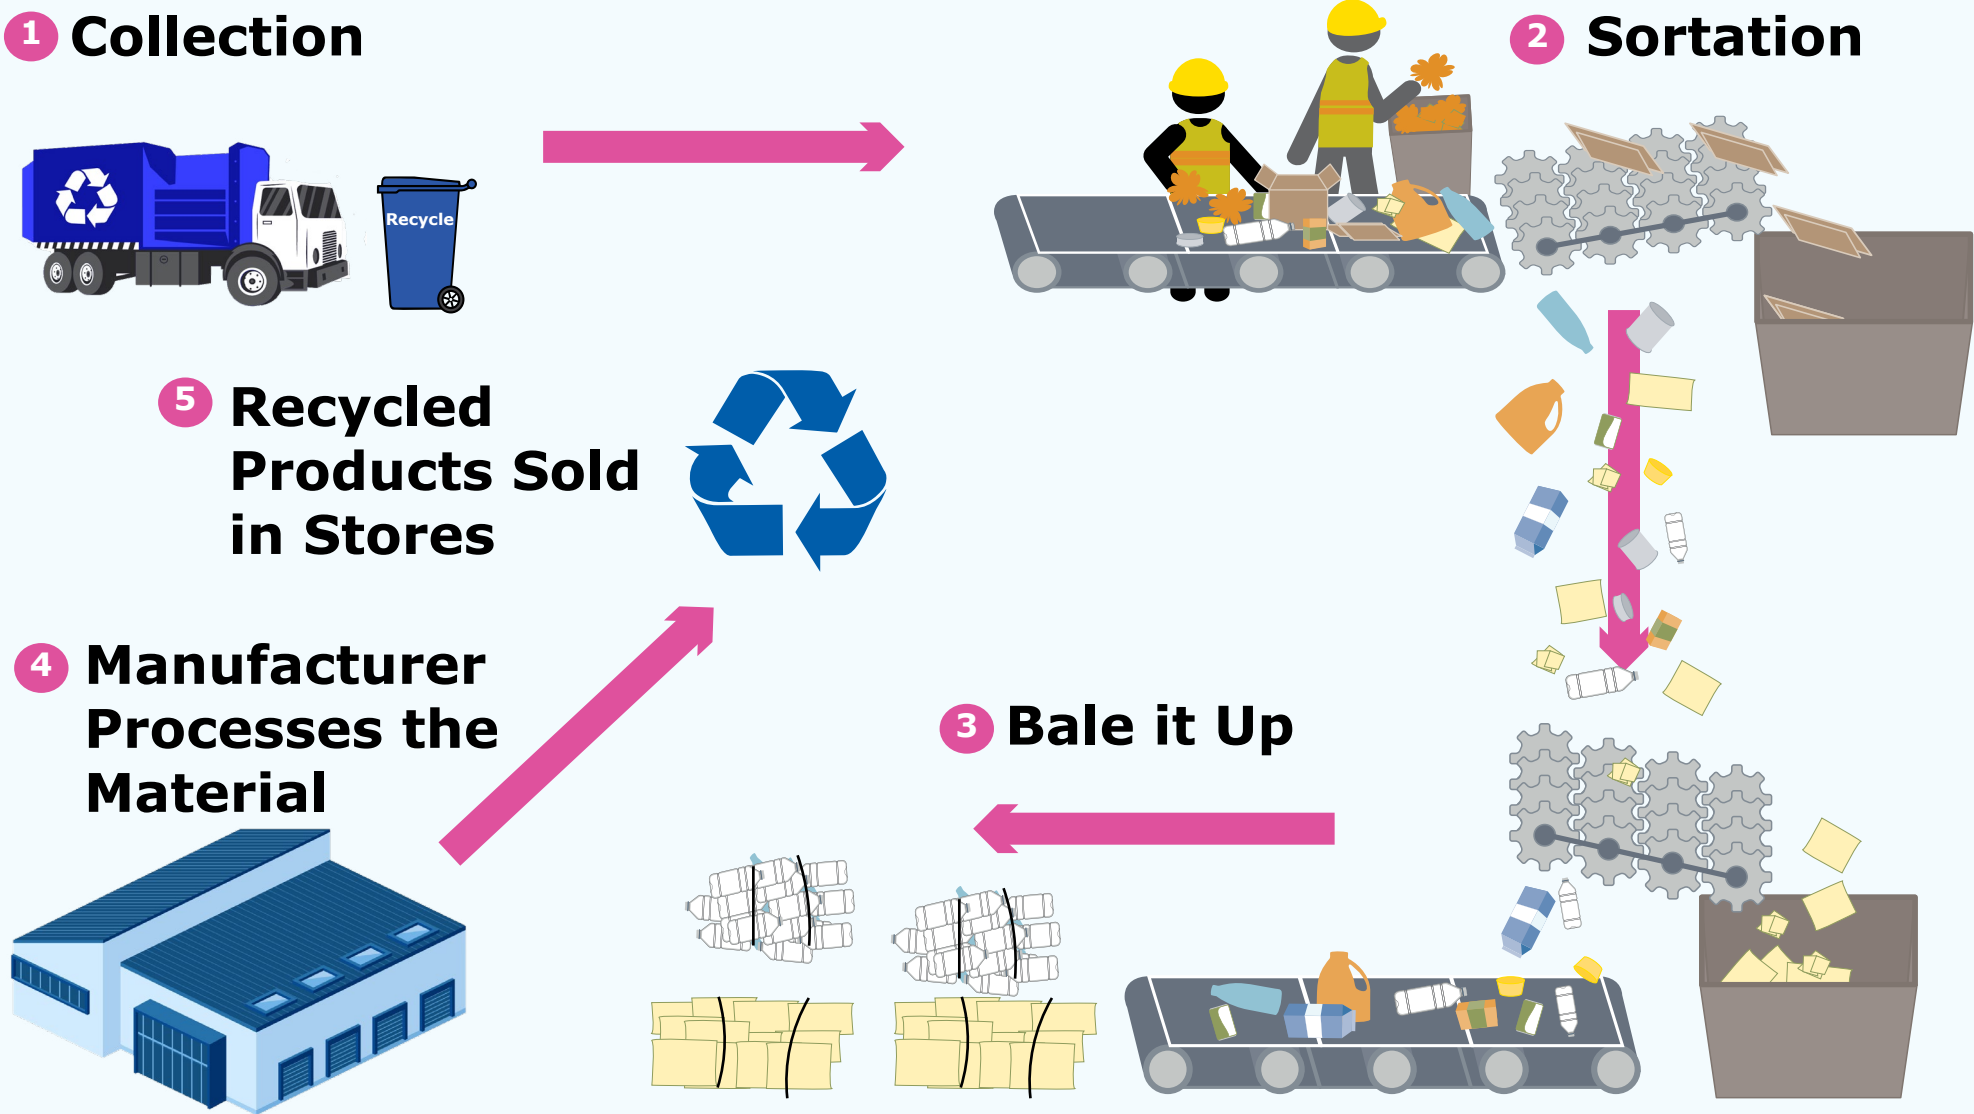 1 Collection
Recycle
2 Sortation
3 Bale it Up
4 Manufacturer
Processes the
Material
5 Recycled
Products Sold
in Stores